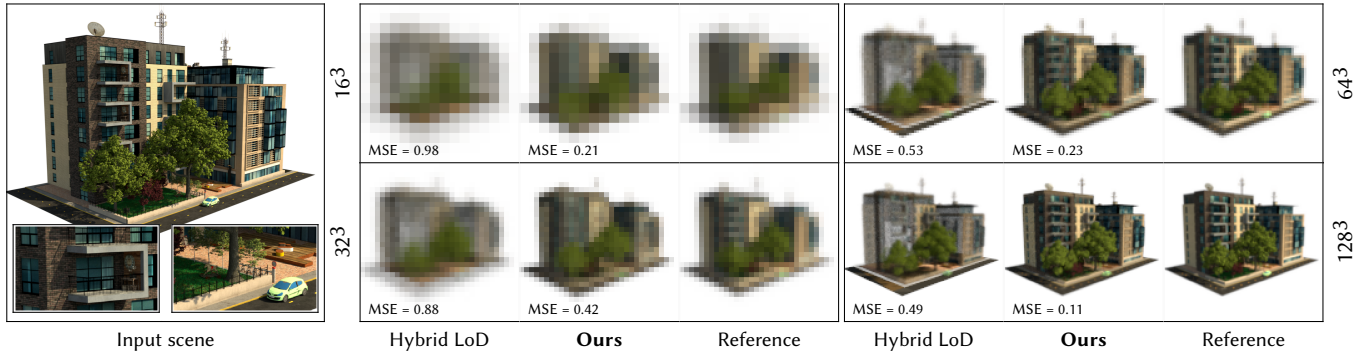 16³
MSE = 0.98
MSE = 0.21
MSE = 0.53
MSE = 0.23
64³
32³
MSE = 0.88
MSE = 0.42
MSE = 0.49
MSE = 0.11
128³
Input scene
Hybrid LoD
Ours
Reference
Hybrid LoD
Ours
Reference